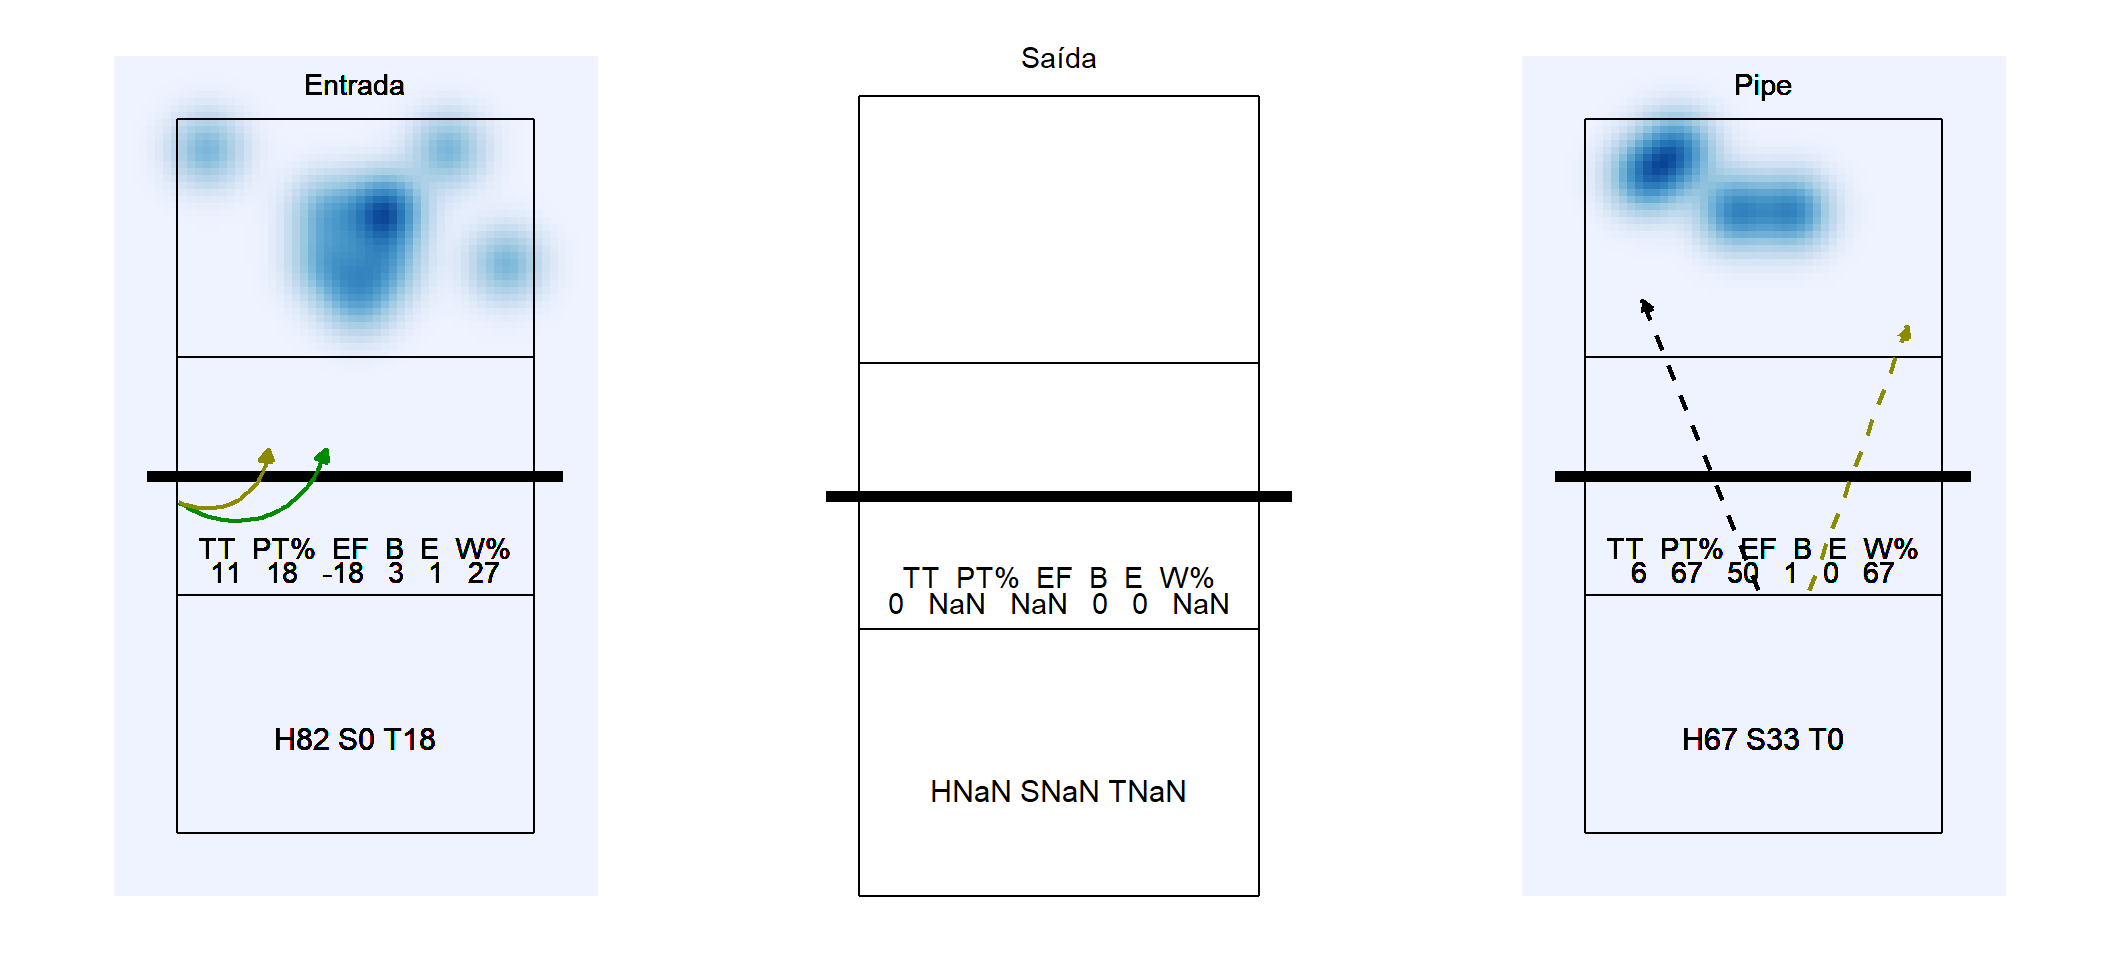 Entrada
TT PT% EF B E W%
11 18 -18 3 1 27
H82 S0 T18
Saída
TT PT% EF B E W%
0 NaN NaN 0 0 NaN
HNaN SNaN TNaN
Pipe
TT PT% EF B E W%
6 67 50 1 0 67
H67 S33 T0